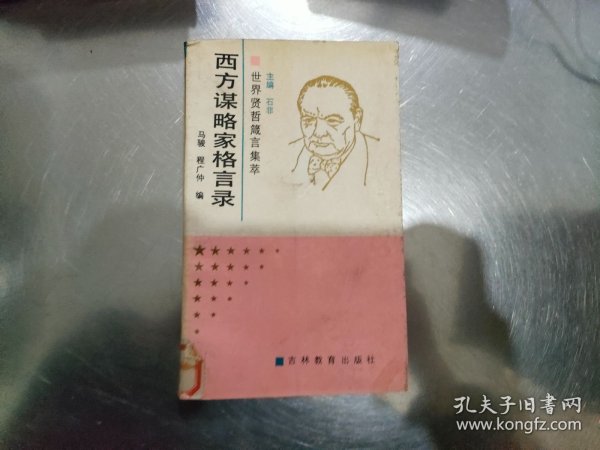 西方谋略家格言录
马骏 程广仲 编
世界贤哲箴言集萃
主编 石非
吉林教育出版社
孔夫子旧书网
www.kongfz.com